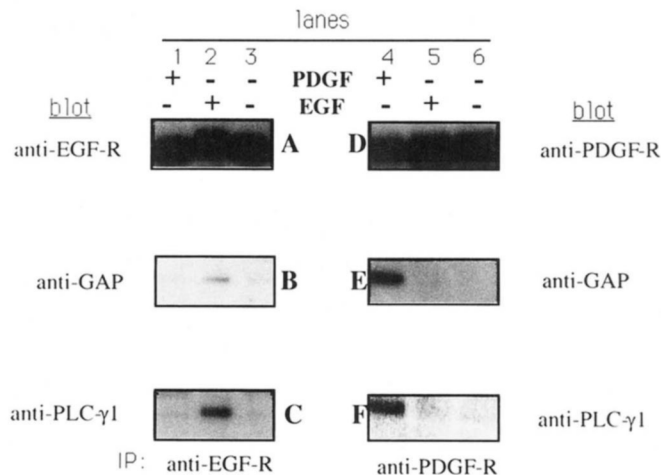 lanes
1 2 3 4 5 6
+ - - PDGF + - -
blot - + - EGF - + - blot
anti-EGF-R A D anti-PDGF-R
anti-GAP B E anti-GAP
anti-PLC-γ1 C F anti-PLC-γ1
IP: anti-EGF-R anti-PDGF-R